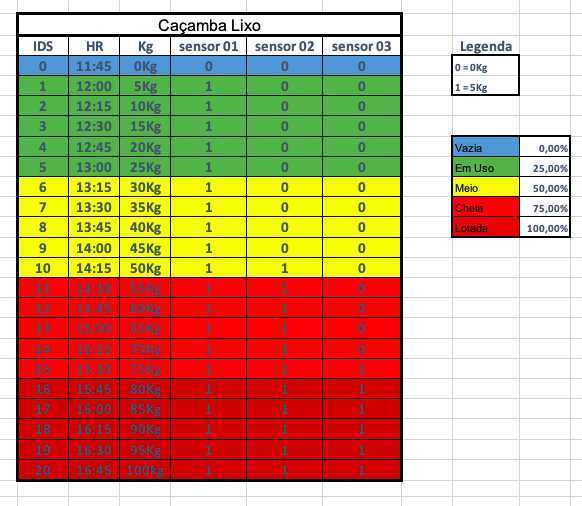 Caçamba Lixo
IDS HR Kg sensor 01 sensor 02 sensor 03
0 11:45 0Kg 0 0 0
1 12:00 5Kg 1 0 0
2 12:15 10Kg 1 0 0
3 12:30 15Kg 1 0 0
4 12:45 20Kg 1 0 0
5 13:00 25Kg 1 0 0
6 13:15 30Kg 1 0 0
7 13:30 35Kg 1 0 0
8 13:45 40Kg 1 0 0
9 14:00 45Kg 1 0 0
10 14:15 50Kg 1 1 0
11 14:30 55Kg 1 1 0
12 14:45 60Kg 1 1 0
13 15:00 65Kg 1 1 0
14 15:15 70Kg 1 1 0
15 15:30 75Kg 1 1 1
16 15:45 80Kg 1 1 1
17 16:00 85Kg 1 1 1
18 16:15 90Kg 1 1 1
19 16:30 95Kg 1 1 1
20 16:45 100kg 1 1 1
Legenda
0 = 0Kg
1 = 5Kg
Vazia 0,00%
Em Uso 25,00%
Meio 50,00%
Cheia 75,00%
Lotada 100,00%